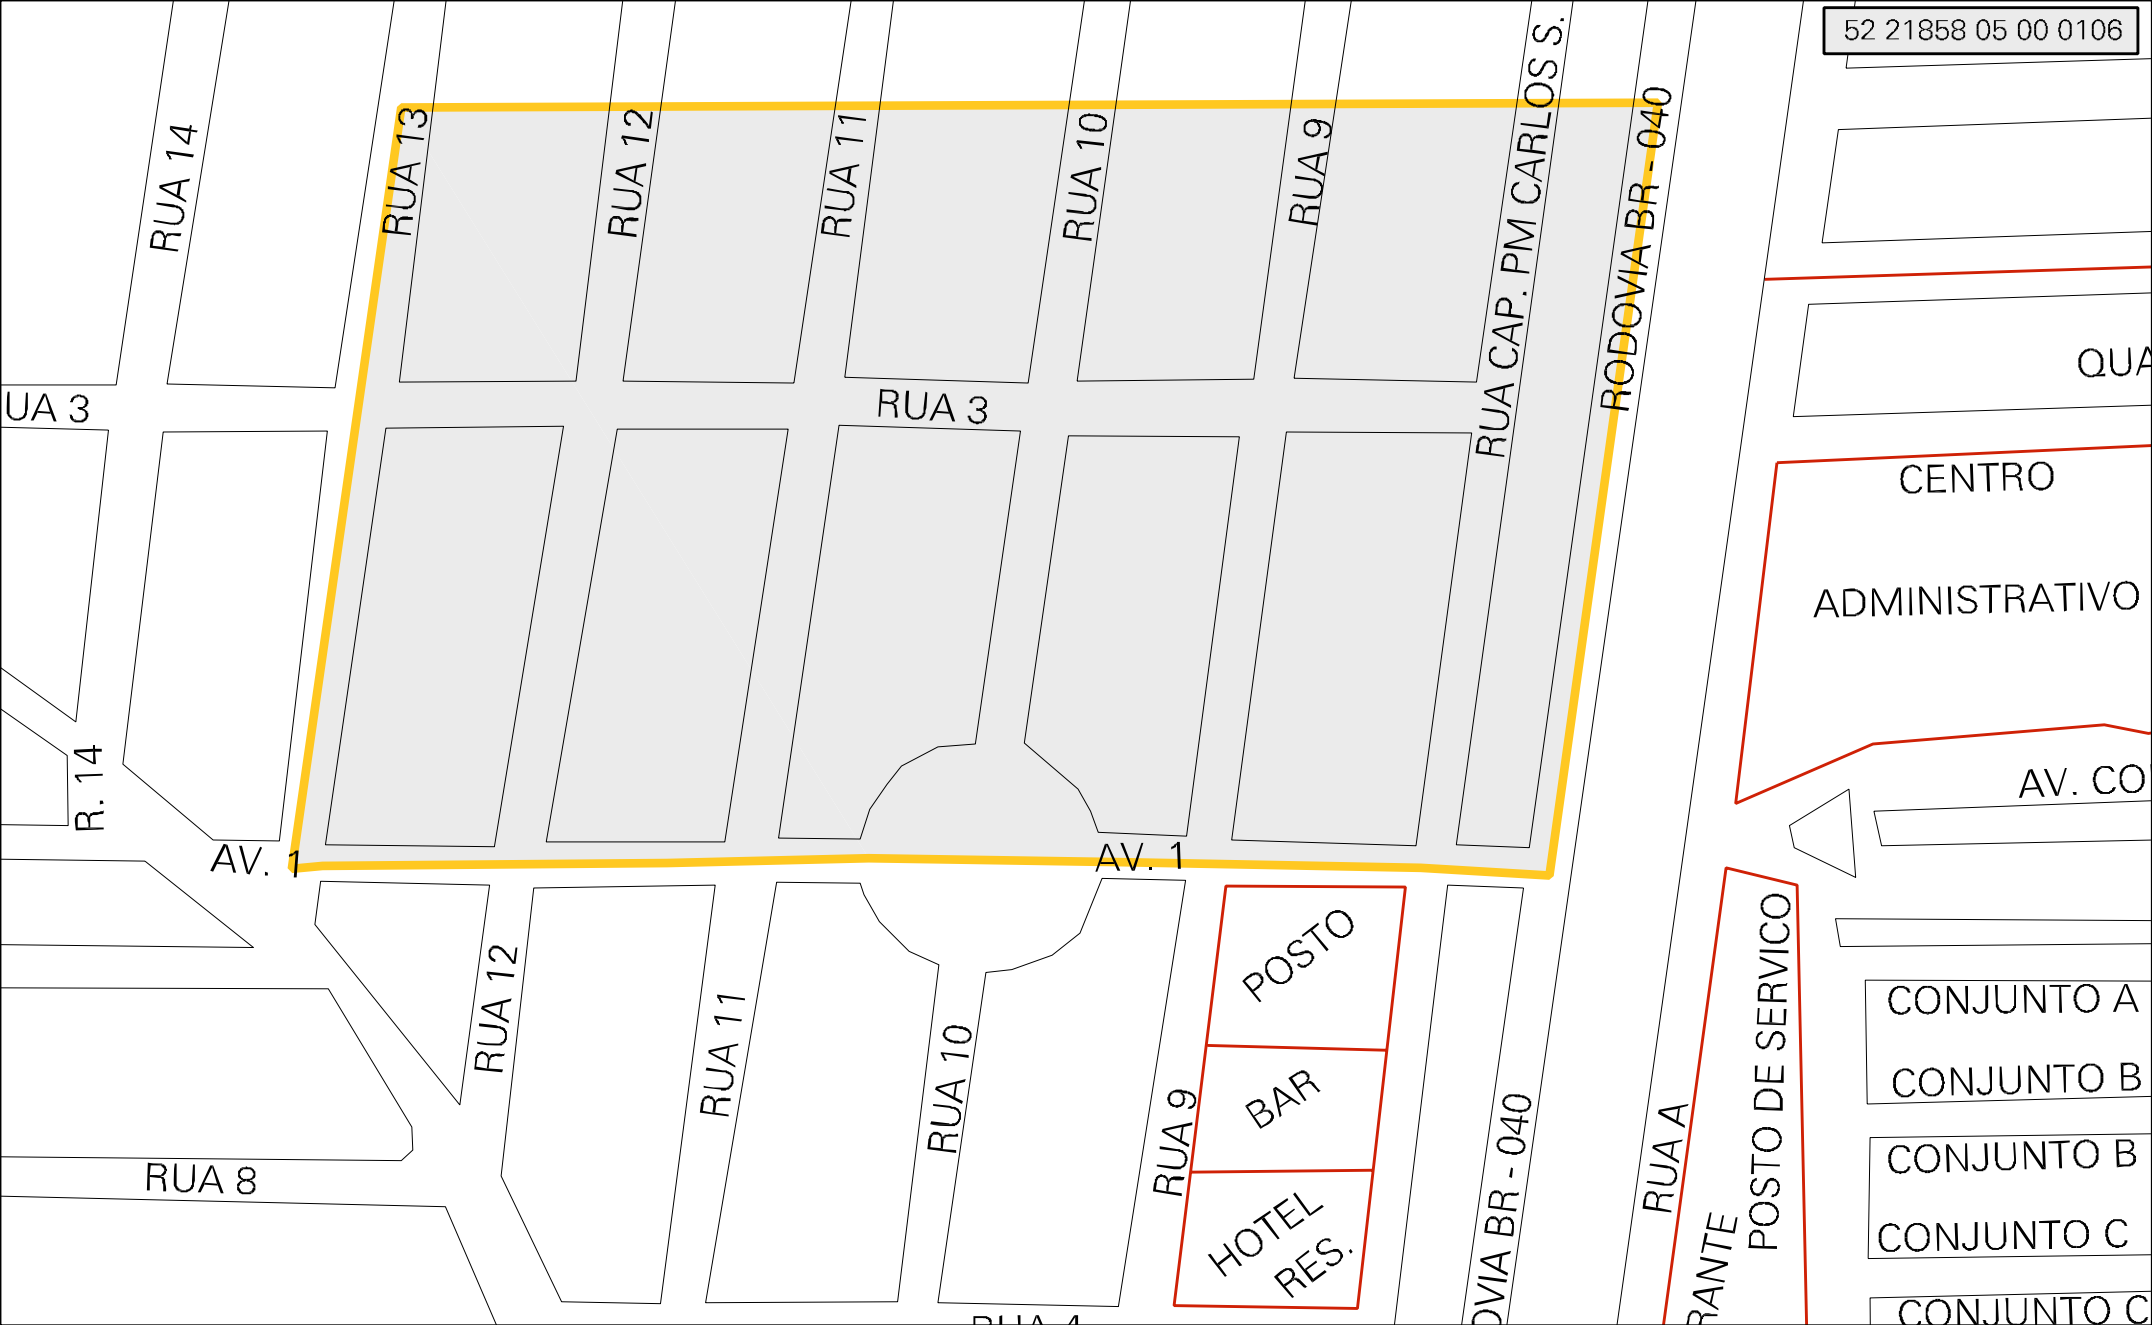 52 21858 05 00 0106
RUA 14
RUA 13
RUA 12
RUA 11
RUA 10
RUA 9
RUA CAP. PM CARLOS S.
RODOVIA BR - 040
UA 3
RUA 3
QUA
CENTRO
ADMINISTRATIVO
R. 14
AV. CO
AV. 1
AV. 1
POSTO
BAR
HOTEL
RES.
RUA 12
RUA 11
RUA 10
RUA 9
OVIA BR - 040
RUA A
POSTO DE SERVICO
RANTE
CONJUNTO A
CONJUNTO B
CONJUNTO B
CONJUNTO C
CONJUNTO C
RUA 8
RUA 4